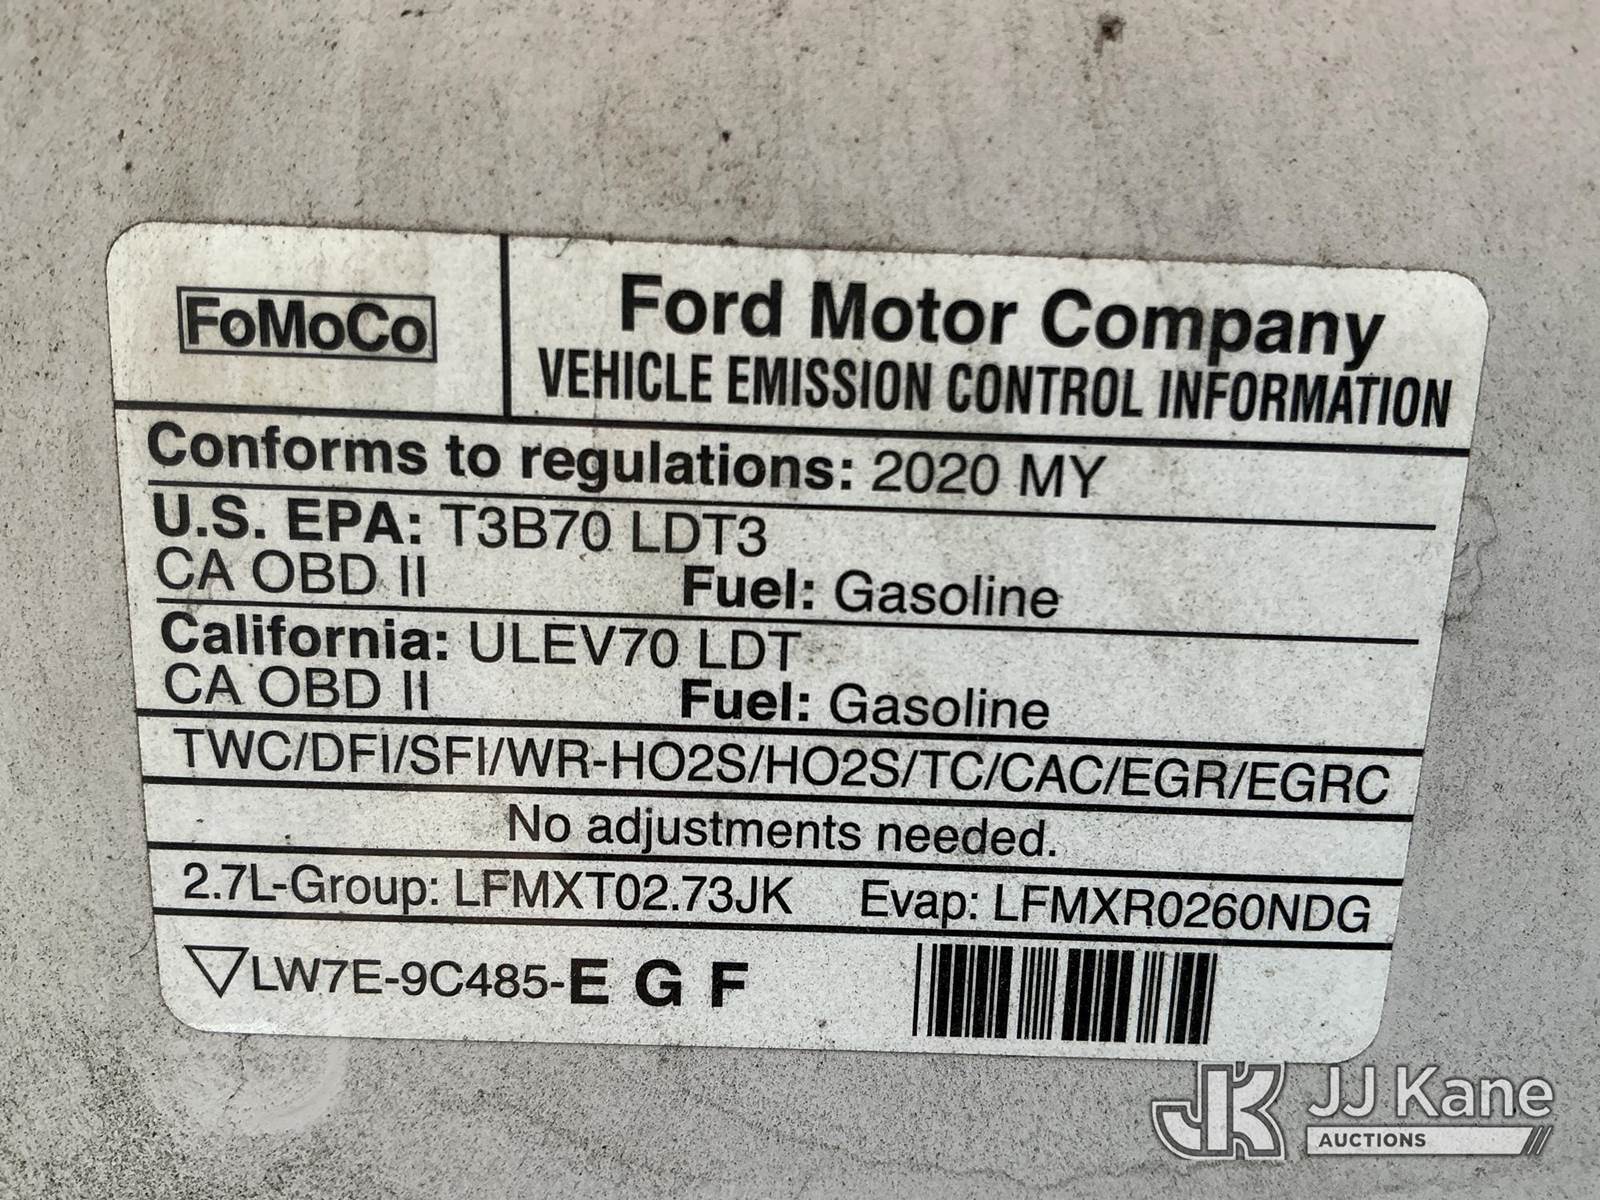 FoMoCo
Ford Motor Company
VEHICLE EMISSION CONTROL INFORMATION
Conforms to regulations: 2020 MY
U.S. EPA: T3B70 LDT3
CA OBD II Fuel: Gasoline
California: ULEV70 LDT
CA OBD II Fuel: Gasoline
TWC/DFI/SFI/WR-HO2S/HO2S/TC/CAC/EGR/EGRC
No adjustments needed.
2.7L-Group: LFMXT02.73JK Evap: LFMXR0260NDG
LW7E-9C485-E G F
JK JJ Kane
AUCTIONS